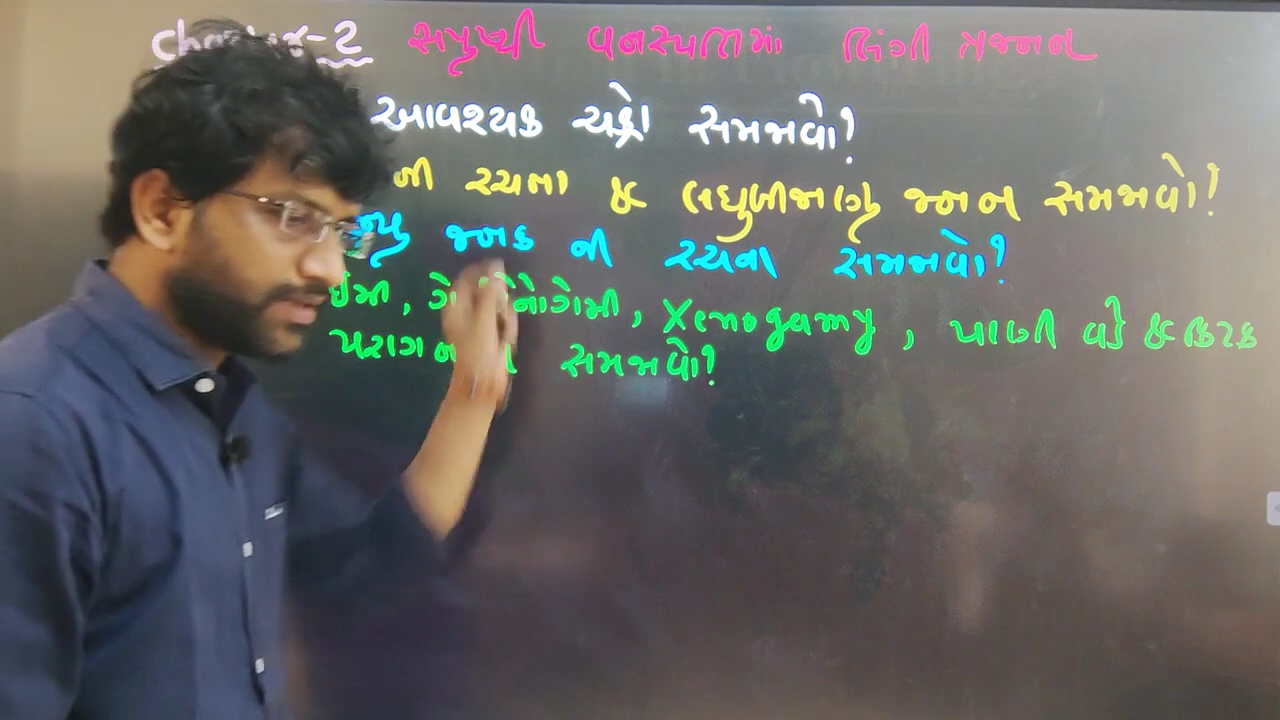 Chapter-2 સપુષ્પી વનસ્પતિમાં લિંગી પ્રજનન
આવશ્યક ચક્રો સમજાવો?
ની રચના & લઘુબીજાણુ જનન સમજાવો!
જનક ની રચના સમજાવો?
Xenogamy, પાણી વડે & કિટક
પરાગનયન સમજાવો?